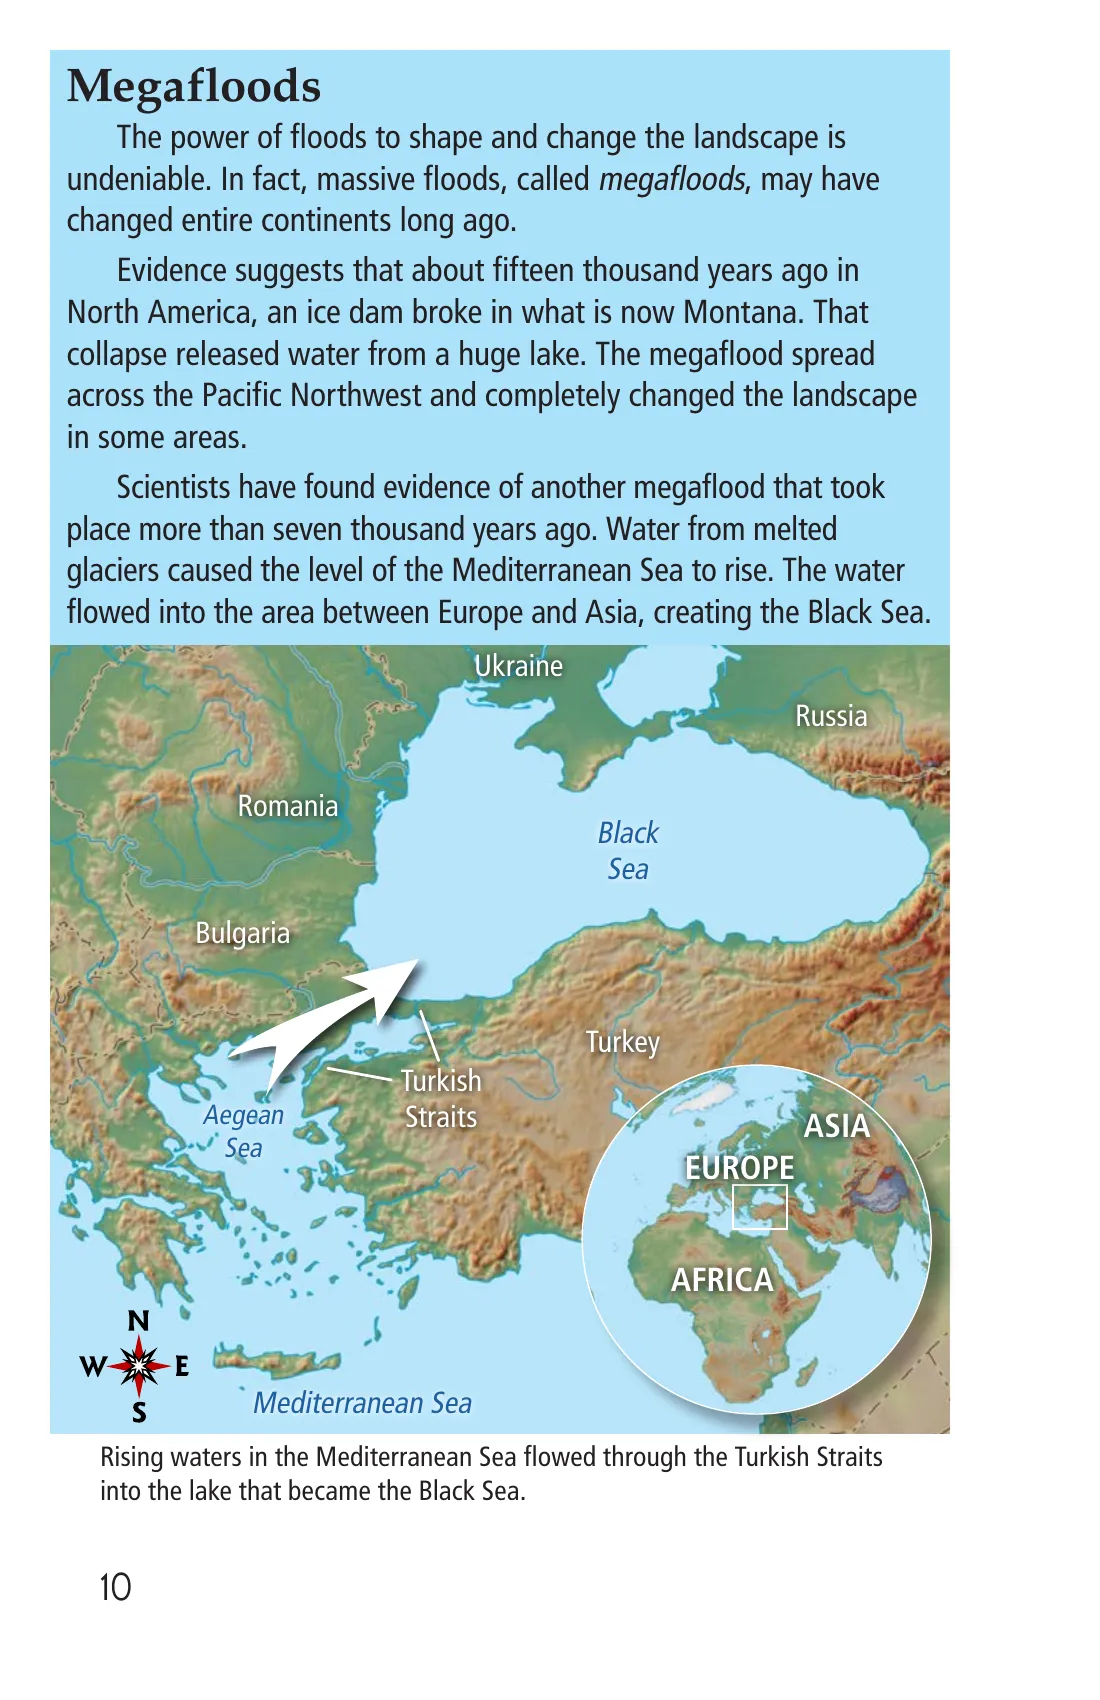 Megafloods
The power of floods to shape and change the landscape is
undeniable. In fact, massive floods, called megafloods, may have
changed entire continents long ago.
Evidence suggests that about fifteen thousand years ago in
North America, an ice dam broke in what is now Montana. That
collapse released water from a huge lake. The megaflood spread
across the Pacific Northwest and completely changed the landscape
in some areas.
Scientists have found evidence of another megaflood that took
place more than seven thousand years ago. Water from melted
glaciers caused the level of the Mediterranean Sea to rise. The water
flowed into the area between Europe and Asia, creating the Black Sea.
Ukraine
Russia
Romania
Black
Sea
Bulgaria
Turkey
Turkish
Straits
Aegean
Sea
ASIA
EUROPE
AFRICA
N
W E
S
Mediterranean Sea
Rising waters in the Mediterranean Sea flowed through the Turkish Straits
into the lake that became the Black Sea.
10